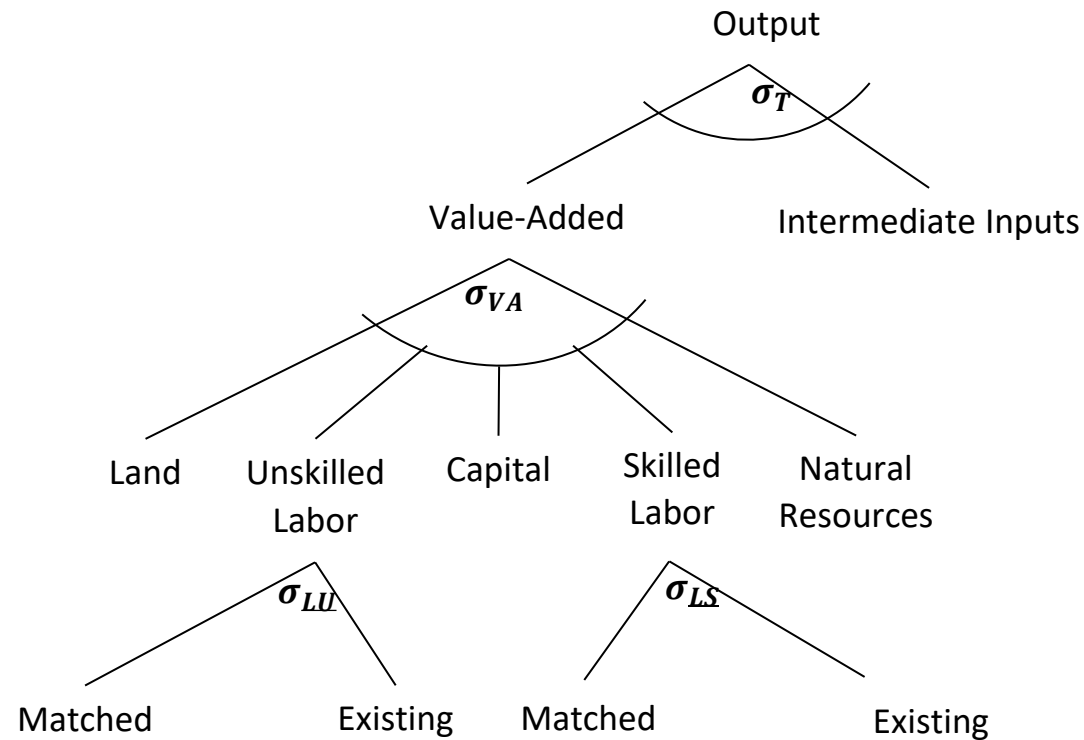 Output
σT
Value-Added
Intermediate Inputs
σVA
Land
Unskilled
Labor
Capital
Skilled
Labor
Natural
Resources
σLU
σLS
Matched
Existing
Matched
Existing